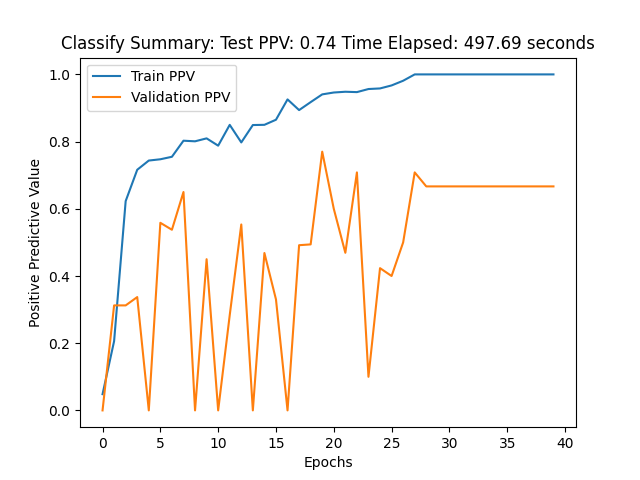 Classify Summary: Test PPV: 0.74 Time Elapsed: 497.69 seconds
Train PPV
Validation PPV
Positive Predictive Value
1.0
0.8
0.6
0.4
0.2
0.0
0 5 10 15 20 25 30 35 40
Epochs